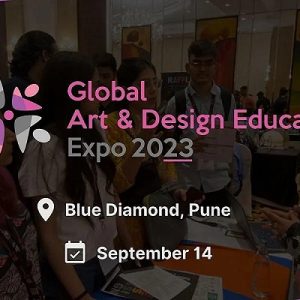 Global
Art & Design Educa
Expo 2023
Blue Diamond, Pune
September 14